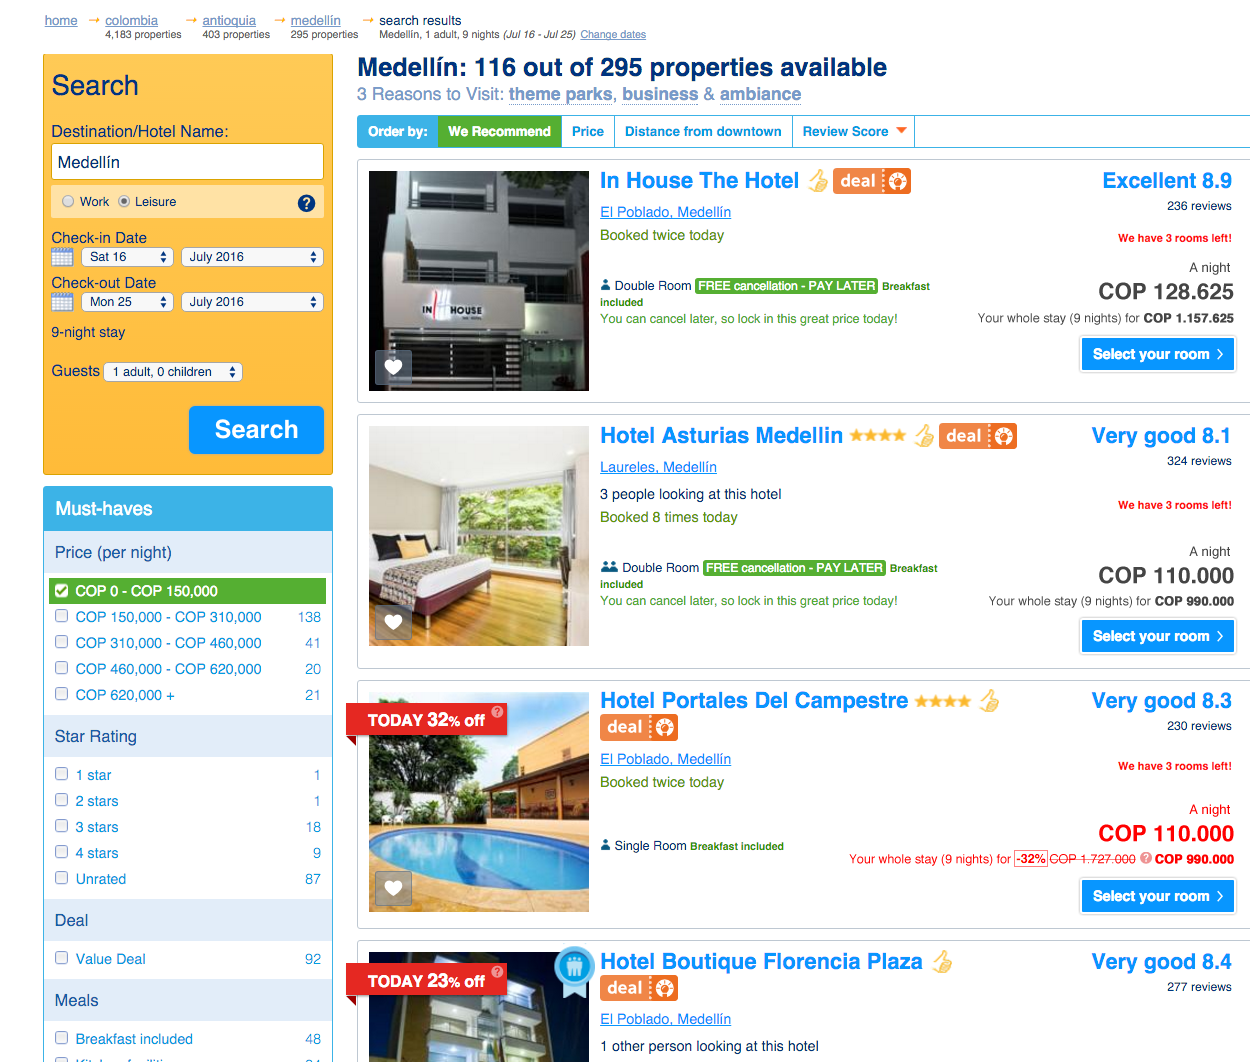 home → colombia → antioquia → medellín → search results
4,183 properties 403 properties 295 properties Medellín, 1 adult, 9 nights (Jul 16 - Jul 25) Change dates
Search
Destination/Hotel Name:
Medellín
Work Leisure ?
Check-in Date
Sat 16 July 2016
Check-out Date
Mon 25 July 2016
9-night stay
Guests 1 adult, 0 children
Search
Must-haves
Price (per night)
COP 0 - COP 150,000
COP 150,000 - COP 310,000 138
COP 310,000 - COP 460,000 41
COP 460,000 - COP 620,000 20
COP 620,000 + 21
Star Rating
1 star 1
2 stars 1
3 stars 18
4 stars 9
Unrated 87
Deal
Value Deal 92
Meals
Breakfast included 48
Medellín: 116 out of 295 properties available
3 Reasons to Visit: theme parks, business & ambiance
Order by: We Recommend Price Distance from downtown Review Score
In House The Hotel deal Excellent 8.9
El Poblado, Medellín 236 reviews
Booked twice today
We have 3 rooms left!
A night
Double Room FREE cancellation - PAY LATER Breakfast
included
COP 128.625
You can cancel later, so lock in this great price today!
Your whole stay (9 nights) for COP 1.157.625
Select your room >
IN HOUSE
Hotel Asturias Medellin deal Very good 8.1
Laureles, Medellín 324 reviews
3 people looking at this hotel
We have 3 rooms left!
Booked 8 times today
A night
Double Room FREE cancellation - PAY LATER Breakfast
included
COP 110.000
You can cancel later, so lock in this great price today!
Your whole stay (9 nights) for COP 990.000
Select your room >
TODAY 32% off ?
Hotel Portales Del Campestre Very good 8.3
deal
230 reviews
El Poblado, Medellín
We have 3 rooms left!
Booked twice today
A night
COP 110.000
Single Room Breakfast included
Your whole stay (9 nights) for -32% COP 1.727.000 ? COP 990.000
Select your room >
TODAY 23% off ?
Hotel Boutique Florencia Plaza Very good 8.4
deal
277 reviews
El Poblado, Medellín
1 other person looking at this hotel